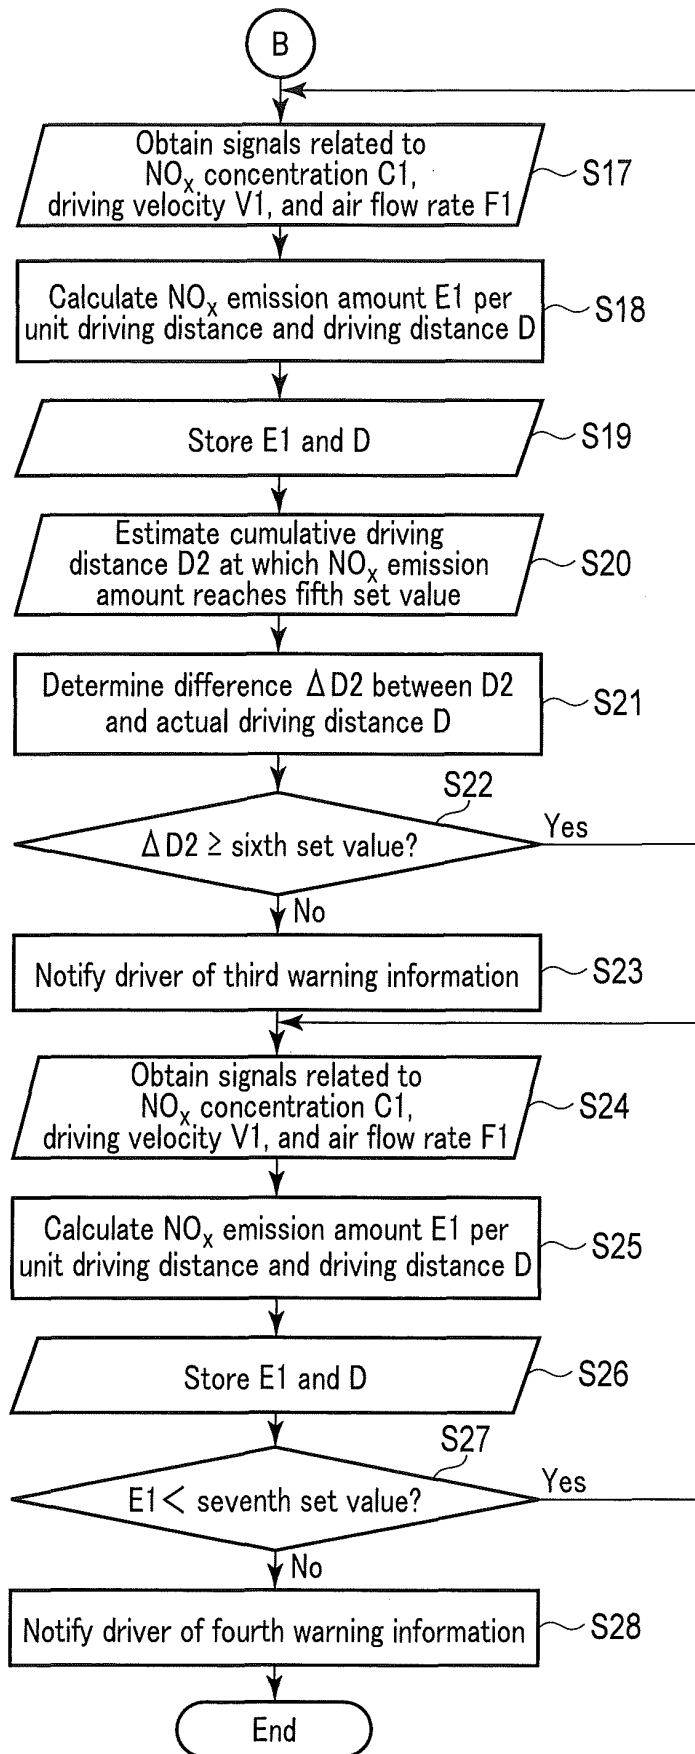 B
Obtain signals related to
NOx concentration C1,
driving velocity V1, and air flow rate F1
S17
Calculate NOx emission amount E1 per
unit driving distance and driving distance D
S18
Store E1 and D
S19
Estimate cumulative driving
distance D2 at which NOx emission
amount reaches fifth set value
S20
Determine difference ΔD2 between D2
and actual driving distance D
S21
S22
ΔD2 ≥ sixth set value?
Yes
No
Notify driver of third warning information
S23
Obtain signals related to
NOx concentration C1,
driving velocity V1, and air flow rate F1
S24
Calculate NOx emission amount E1 per
unit driving distance and driving distance D
S25
Store E1 and D
S26
S27
E1 < seventh set value?
Yes
No
Notify driver of fourth warning information
S28
End